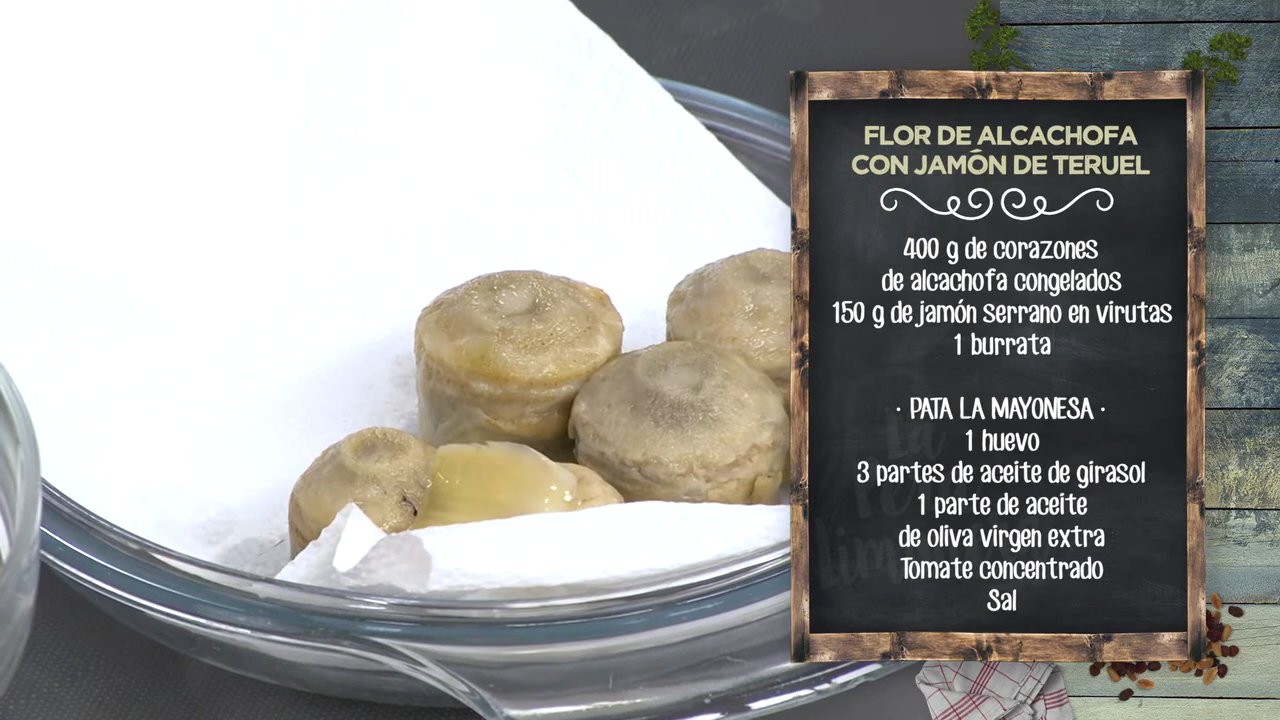 FLOR DE ALCACHOFA
CON JAMÓN DE TERUEL
400 g de corazones
de alcachofa congelados
150 g de jamón serrano en virutas
1 burrata
· PATA LA MAYONESA ·
1 huevo
3 partes de aceite de girasol
1 parte de aceite
de oliva virgen extra
Tomate concentrado
Sal